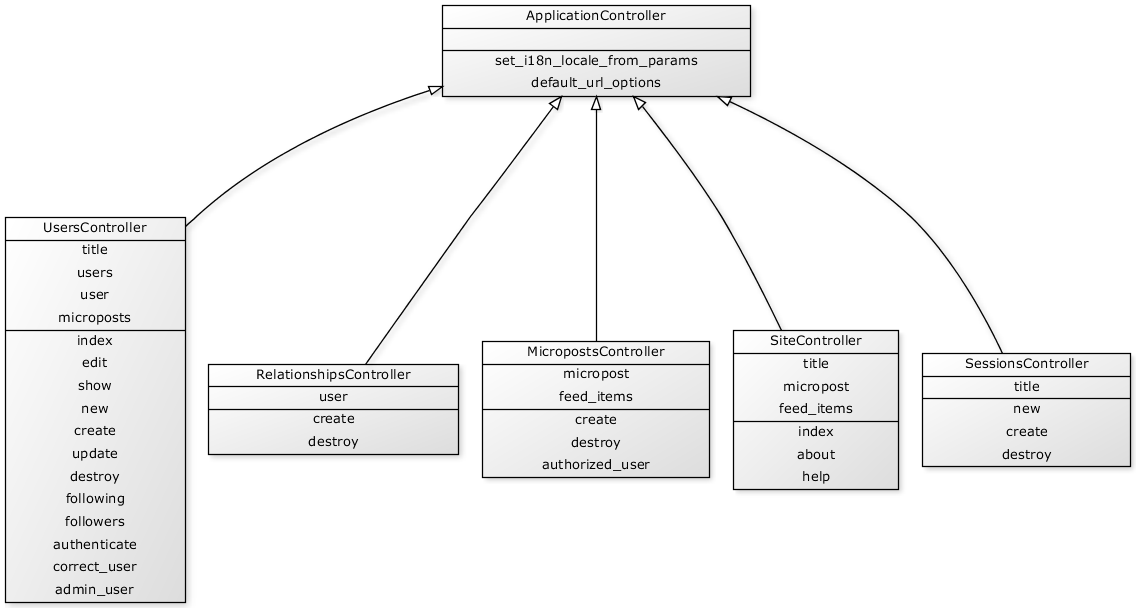 ApplicationController
set_i18n_locale_from_params
default_url_options
UsersController
title
users
user
microposts
index
edit
show
new
create
update
destroy
following
followers
authenticate
correct_user
admin_user
RelationshipsController
user
create
destroy
MicropostsController
micropost
feed_items
create
destroy
authorized_user
SiteController
title
micropost
feed_items
index
about
help
SessionsController
title
new
create
destroy